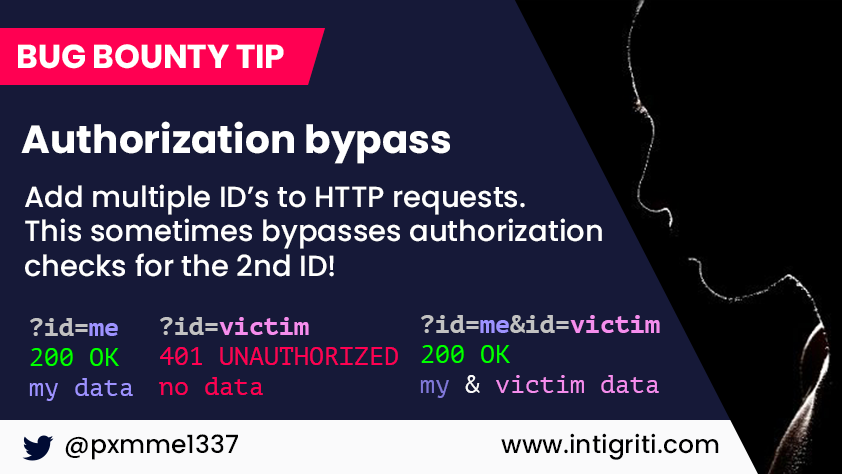 BUG BOUNTY TIP
Authorization bypass
Add multiple ID’s to HTTP requests.
This sometimes bypasses authorization
checks for the 2nd ID!
?id=me
200 OK
my data
?id=victim
401 UNAUTHORIZED
no data
?id=me&id=victim
200 OK
my & victim data
@pxmme1337
www.intigriti.com